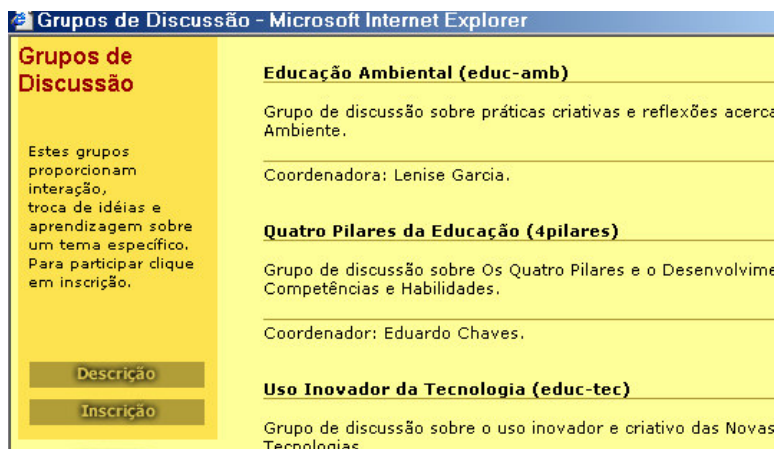 Grupos de Discussão - Microsoft Internet Explorer
Grupos de
Discussão
Estes grupos
proporcionam
interação,
troca de idéias e
aprendizagem sobre
um tema específico.
Para participar clique
em inscrição.
Descrição
Inscrição
Educação Ambiental (educ-amb)
Grupo de discussão sobre práticas criativas e reflexões acerca
Ambiente.
Coordenadora: Lenise Garcia.
Quatro Pilares da Educação (4pilares)
Grupo de discussão sobre Os Quatro Pilares e o Desenvolvime
Competências e Habilidades.
Coordenador: Eduardo Chaves.
Uso Inovador da Tecnologia (educ-tec)
Grupo de discussão sobre o uso inovador e criativo das Novas
Tecnologias